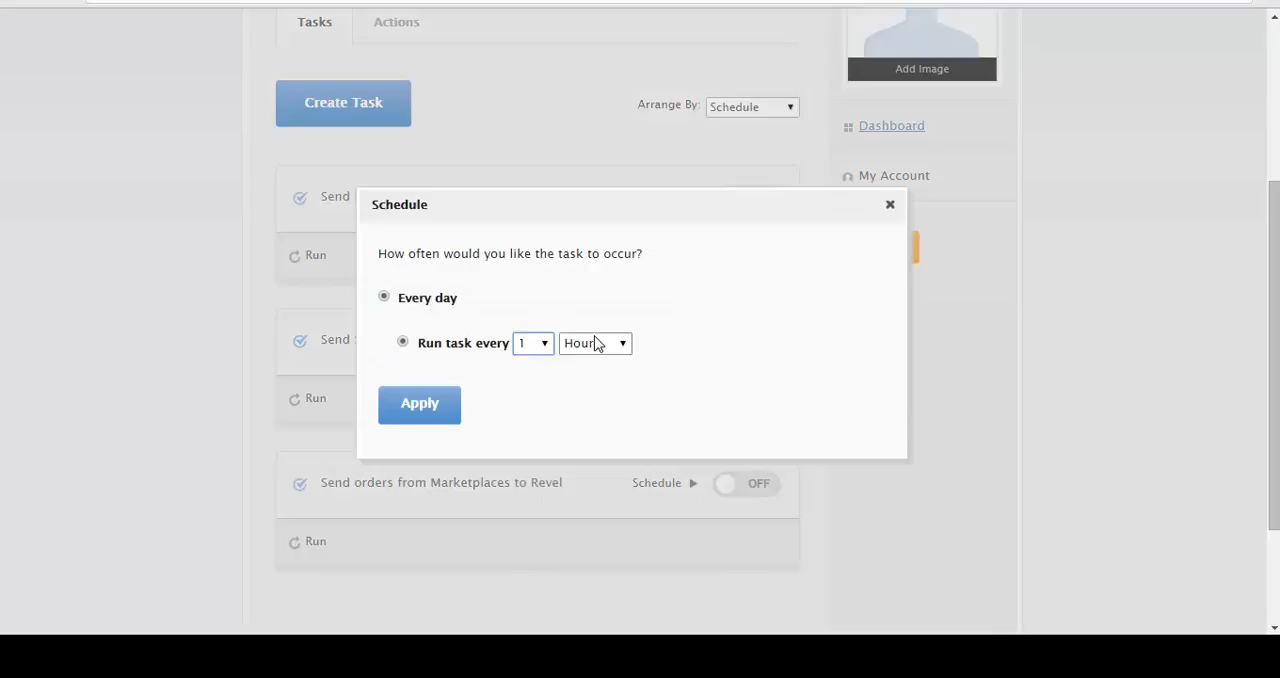 Tasks
Actions
Add Image
Create Task
Arrange By:
Schedule
Dashboard
My Account
Send
Run
Schedule
How often would you like the task to occur?
Every day
Run task every
1
Hour
Apply
Send
Run
Send orders from Marketplaces to Revel
Schedule
OFF
Run